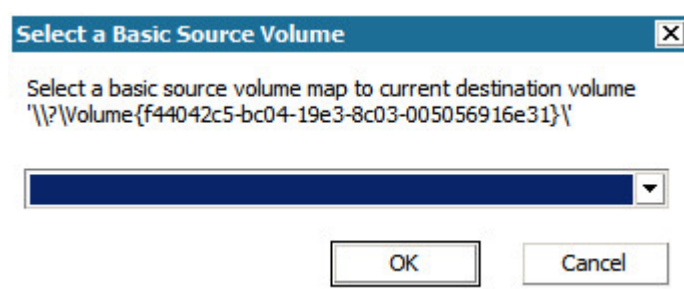 Select a Basic Source Volume
Select a basic source volume map to current destination volume
'\\?\Volume{f44042c5-bc04-19e3-8c03-005056916e31}\'
OK
Cancel